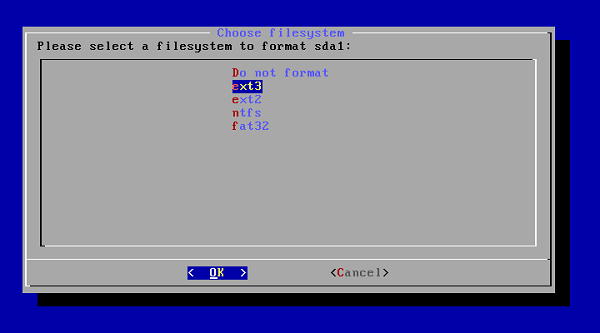 Choose filesystem
Please select a filesystem to format sda1:
Do not format
ext3
ext2
ntfs
fat32
< OK > <Cancel>